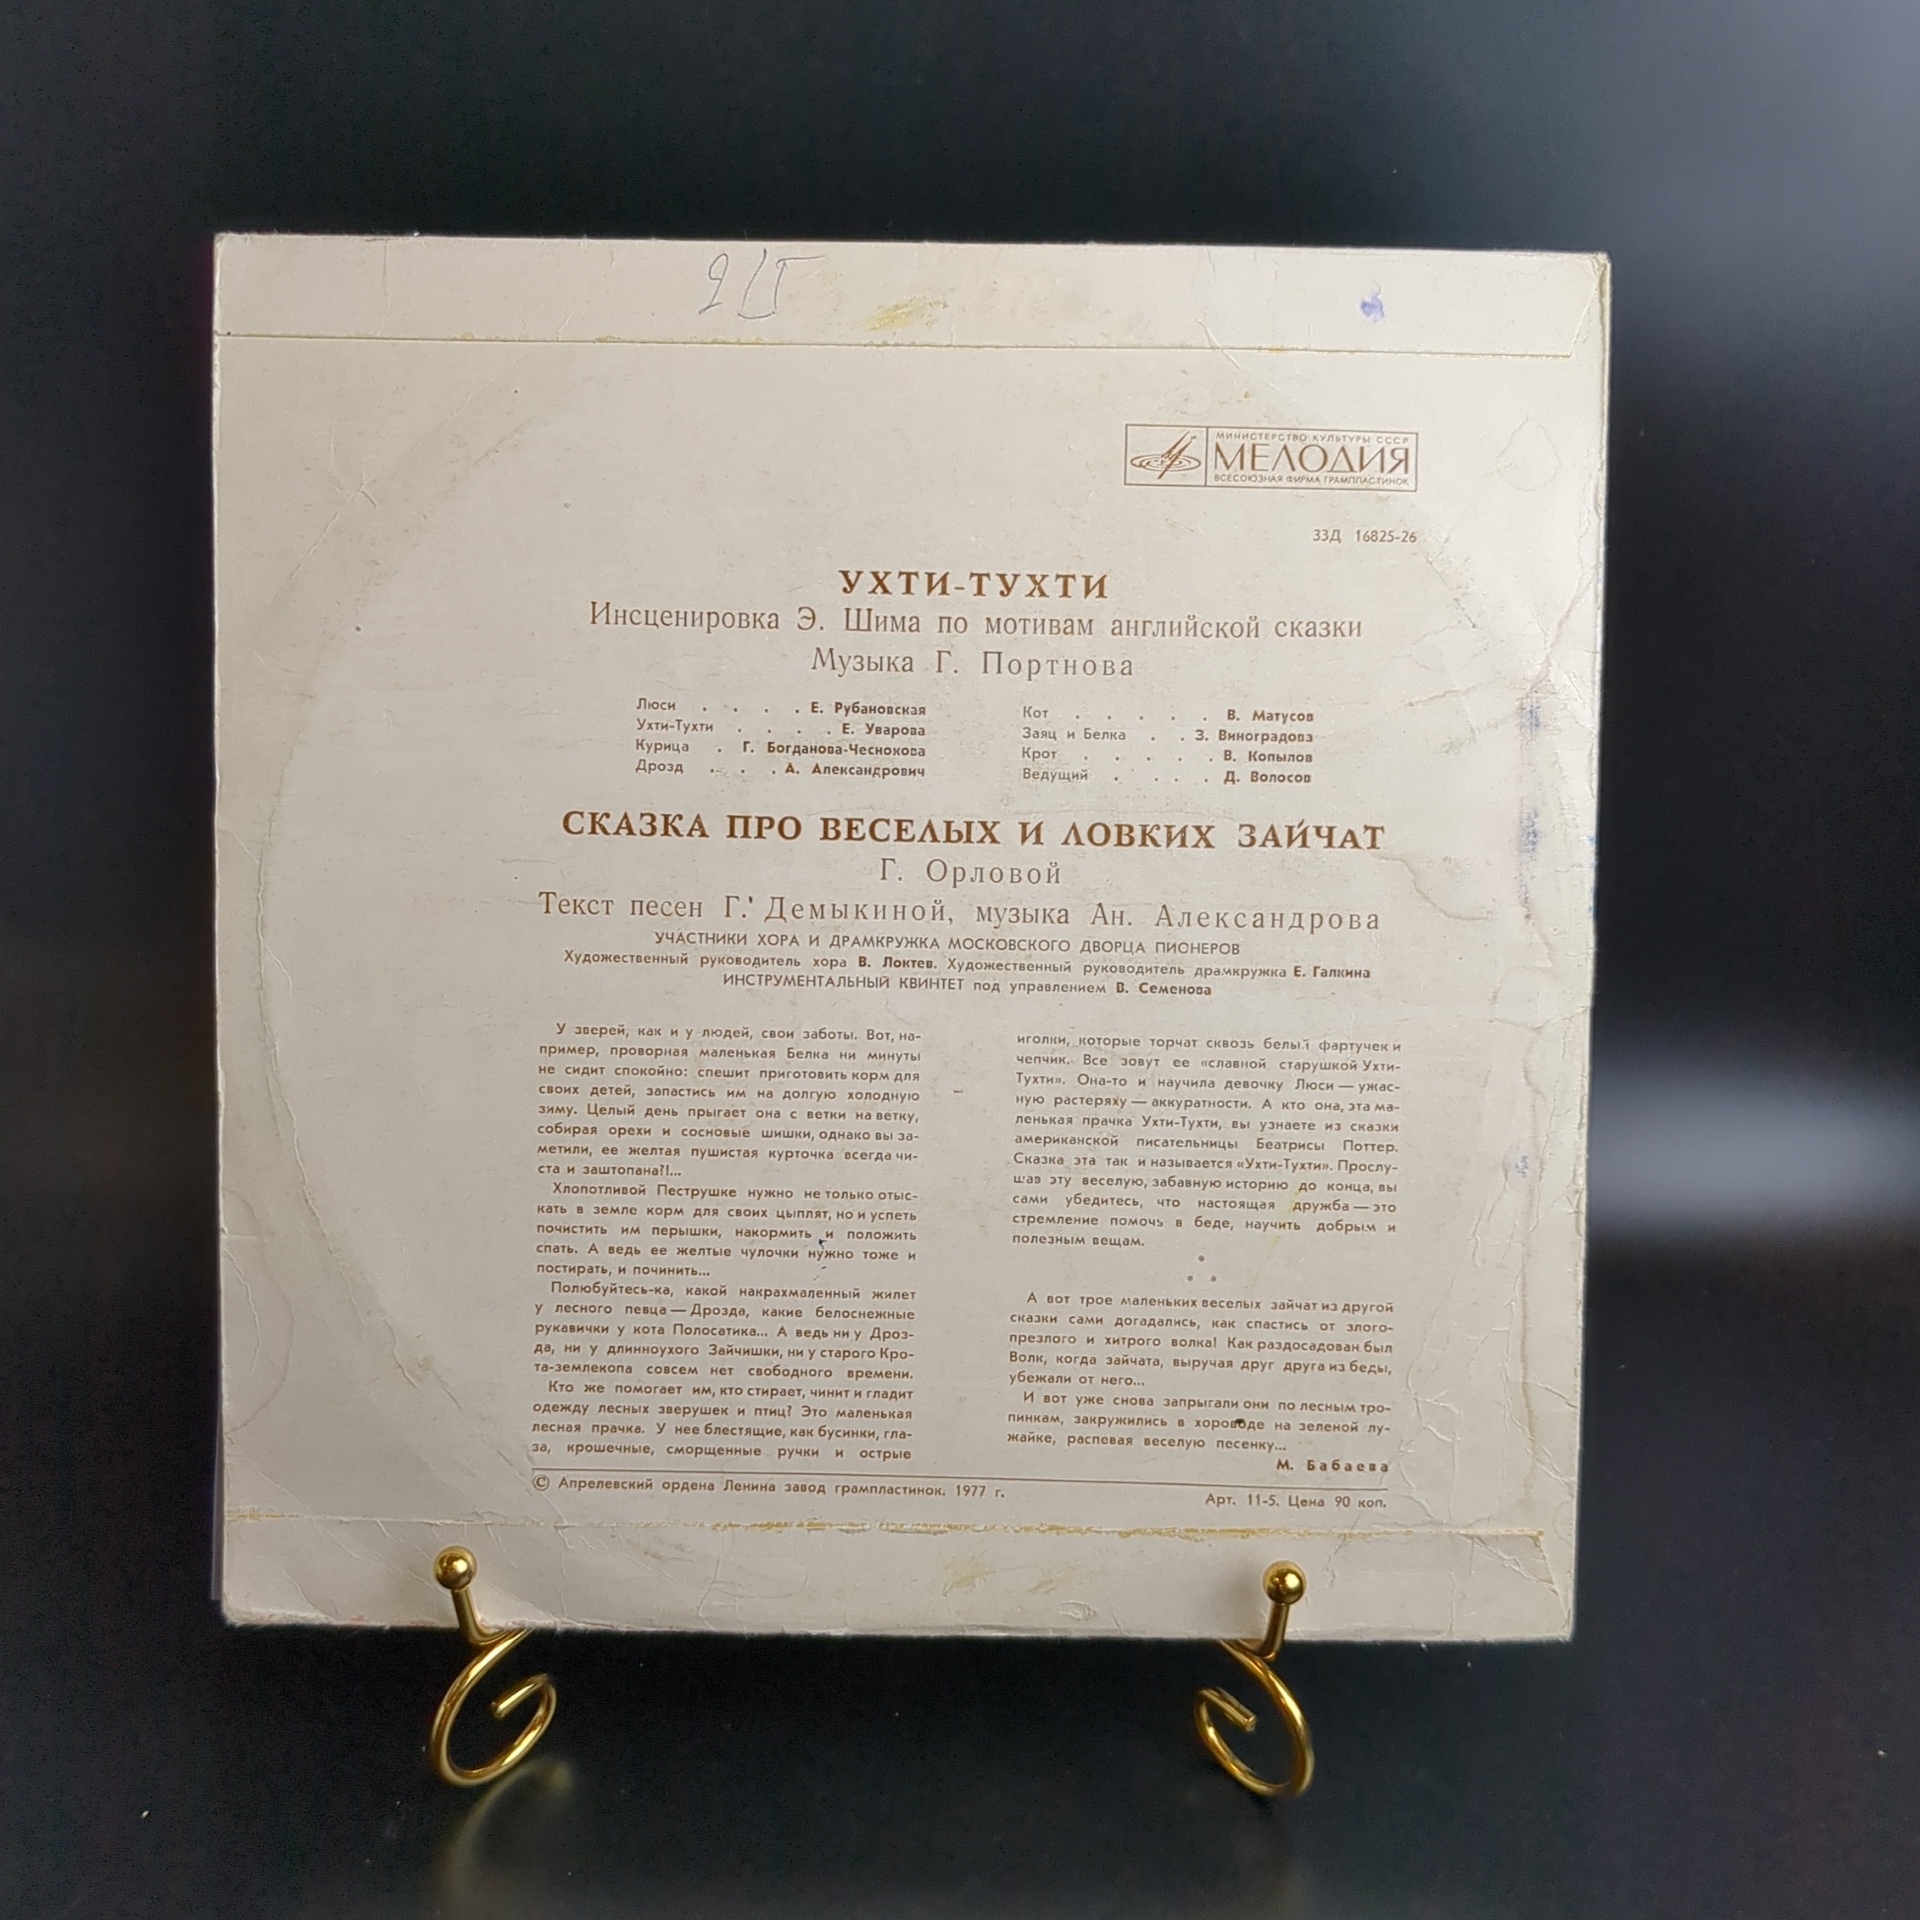 МИНИСТЕРСТВО КУЛЬТУРЫ СССР
МЕЛОДИЯ
ВСЕСОЮЗНАЯ ФИРМА ГРАМПЛАСТИНОК
33Д 16825-26
УХТИ-ТУХТИ
Инсценировка Э. Шима по мотивам английской сказки
Музыка Г. Портнова
Люси . . . . Е. Рубановская
Ухти-Тухти . . . . Е. Уварова
Курица . Г. Богданова-Чеснокова
Дрозд . . . А. Александрович
Кот . . . . . В. Матусов
Заяц и Белка . . З. Виноградова
Крот . . . . . В. Копылов
Ведущий . . . . Д. Волосов
СКАЗКА ПРО ВЕСЕЛЫХ И ЛОВКИХ ЗАЙЧАТ
Г. Орловой
Текст песен Г. Демыкиной, музыка Ан. Александрова
УЧАСТНИКИ ХОРА И ДРАМКРУЖКА МОСКОВСКОГО ДВОРЦА ПИОНЕРОВ
Художественный руководитель хора В. Локтев. Художественный руководитель драмкружка Е. Галкина
ИНСТРУМЕНТАЛЬНЫЙ КВИНТЕТ под управлением В. Семенова
У зверей, как и у людей, свои заботы. Вот, на-
пример, проворная маленькая Белка ни минуты
не сидит спокойно: спешит приготовить корм для
своих детей, запастись им на долгую холодную
зиму. Целый день прыгает она с ветки на ветку,
собирая орехи и сосновые шишки, однако вы за-
метили, ее желтая пушистая курточка всегда чи-
ста и заштопана?!...
Хлопотливой Пеструшке нужно не только отыс-
кать в земле корм для своих цыплят, но и успеть
почистить им перышки, накормить и положить
спать. А ведь ее желтые чулочки нужно тоже и
постирать, и починить...
Полюбуйтесь-ка, какой накрахмаленный жилет
у лесного певца — Дрозда, какие белоснежные
рукавички у кота Полосатика... А ведь ни у Дроз-
да, ни у длинноухого Зайчишки, ни у старого Кро-
та-землекопа совсем нет свободного времени.
Кто же помогает им, кто стирает, чинит и гладит
одежду лесных зверушек и птиц? Это маленькая
лесная прачка. У нее блестящие, как бусинки, гла-
за, крошечные, сморщенные ручки и острые
иголки, которые торчат сквозь белый фартучек и
чепчик. Все зовут ее «славной старушкой Ухти-
Тухти». Она-то и научила девочку Люси — ужас-
ную растеряху — аккуратности. А кто она, эта ма-
ленькая прачка Ухти-Тухти, вы узнаете из сказки
американской писательницы Беатрисы Поттер.
Сказка эта так и называется «Ухти-Тухти». Прослу-
шав эту веселую, забавную историю до конца, вы
сами убедитесь, что настоящая дружба — это
стремление помочь в беде, научить добрым и
полезным вещам.
А вот трое маленьких веселых зайчат из другой
сказки сами догадались, как спастись от злого-
презлого и хитрого волка! Как раздосадован был
Волк, когда зайчата, выручая друг друга из беды,
убежали от него...
И вот уже снова запрыгали они по лесным тро-
пинкам, закружились в хороводе на зеленой лу-
жайке, распевая веселую песенку...
М. Бабаева
© Апрелевский ордена Ленина завод грампластинок. 1977 г.
Арт. 11-5. Цена 90 коп.